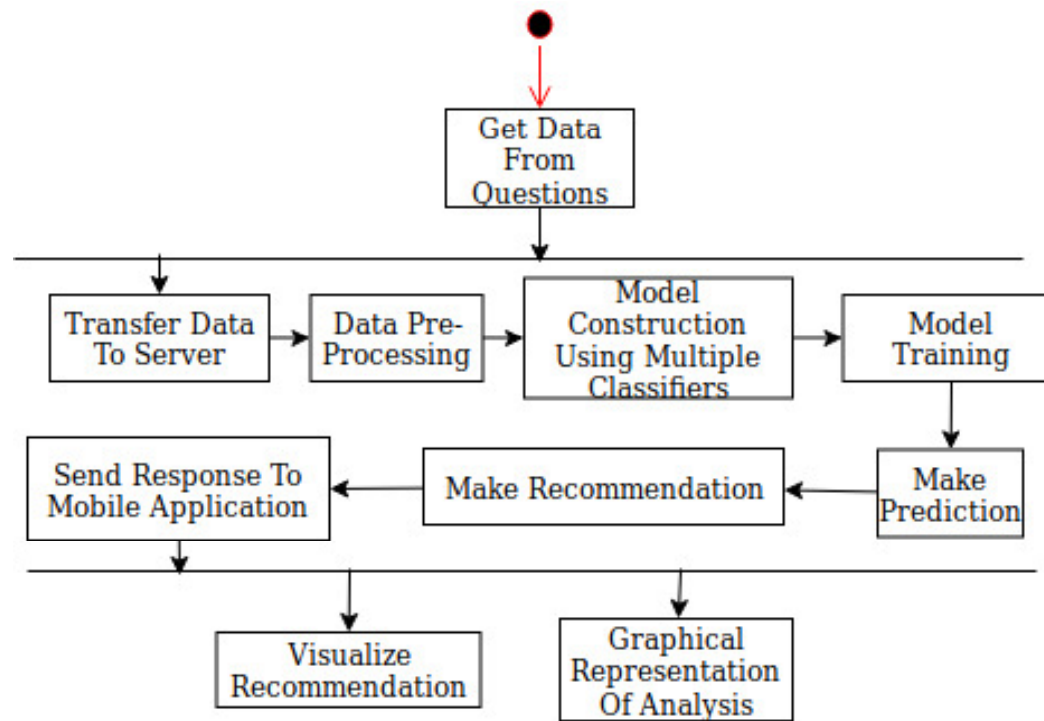 Get Data
From
Questions
Transfer Data
To Server
Data Pre-
Processing
Model
Construction
Using Multiple
Classifiers
Model
Training
Send Response To
Mobile Application
Make Recommendation
Make
Prediction
Visualize
Recommendation
Graphical
Representation
Of Analysis